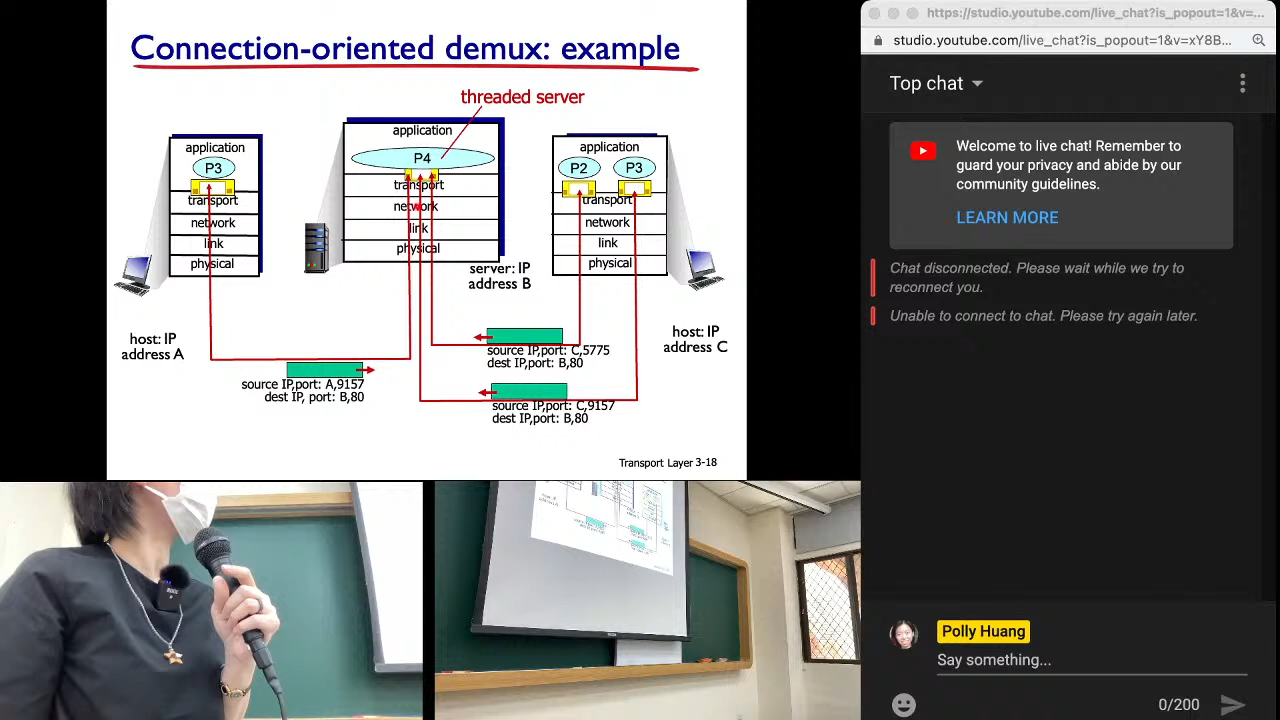 Connection-oriented demux: example
threaded server
application
P3
transport
network
link
physical
application
P4
transport
network
link
physical
application
P2 P3
transport
network
link
physical
server: IP
address B
host: IP
address A
host: IP
address C
source IP,port: C,5775
dest IP,port: B,80
source IP,port: A,9157
dest IP, port: B,80
source IP,port: C,9157
dest IP,port: B,80
Transport Layer 3-18
https://studio.youtube.com/live_chat?is_popout=1&v=...
studio.youtube.com/live_chat?is_popout=1&v=xY8B...
Top chat
Welcome to live chat! Remember to
guard your privacy and abide by our
community guidelines.
LEARN MORE
Chat disconnected. Please wait while we try to
reconnect you.
Unable to connect to chat. Please try again later.
Polly Huang
Say something...
0/200